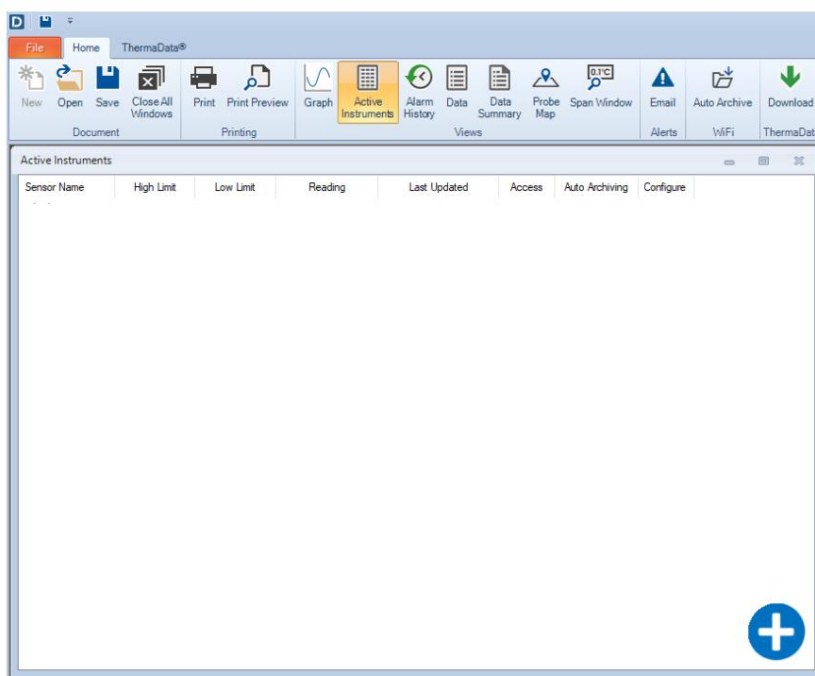 D
File Home ThermaData®
New Open Save Close All Windows Print Print Preview Graph Active Instruments Alarm History Data Data Summary Probe Map 0.1°C Span Window Email Auto Archive Download
Document Printing Views Alerts WiFi ThermaDat
Active Instruments
Sensor Name High Limit Low Limit Reading Last Updated Access Auto Archiving Configure